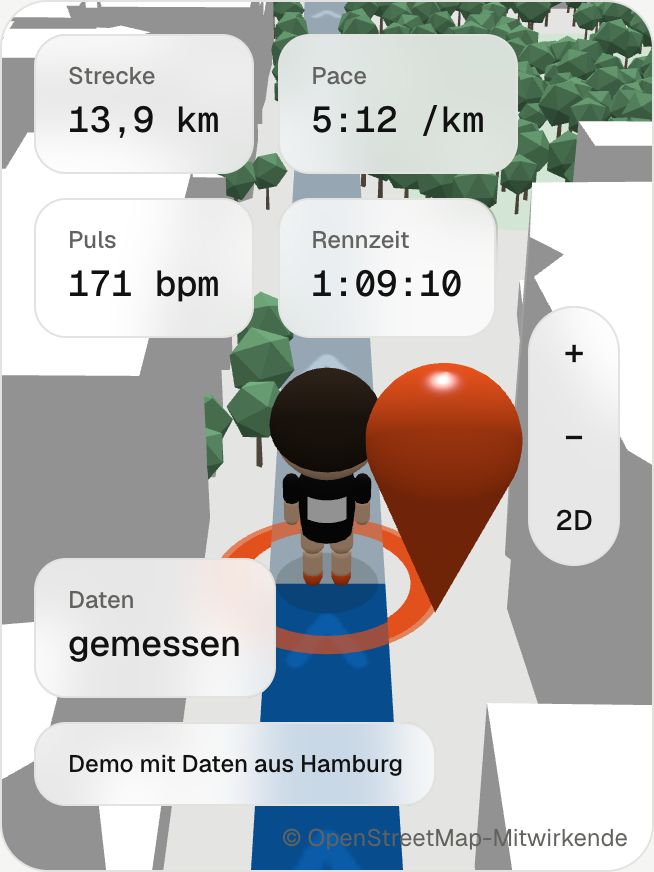 Strecke
13,9 km
Pace
5:12 /km
Puls
171 bpm
Rennzeit
1:09:10
+
−
2D
Daten
gemessen
Demo mit Daten aus Hamburg
© OpenStreetMap-Mitwirkende